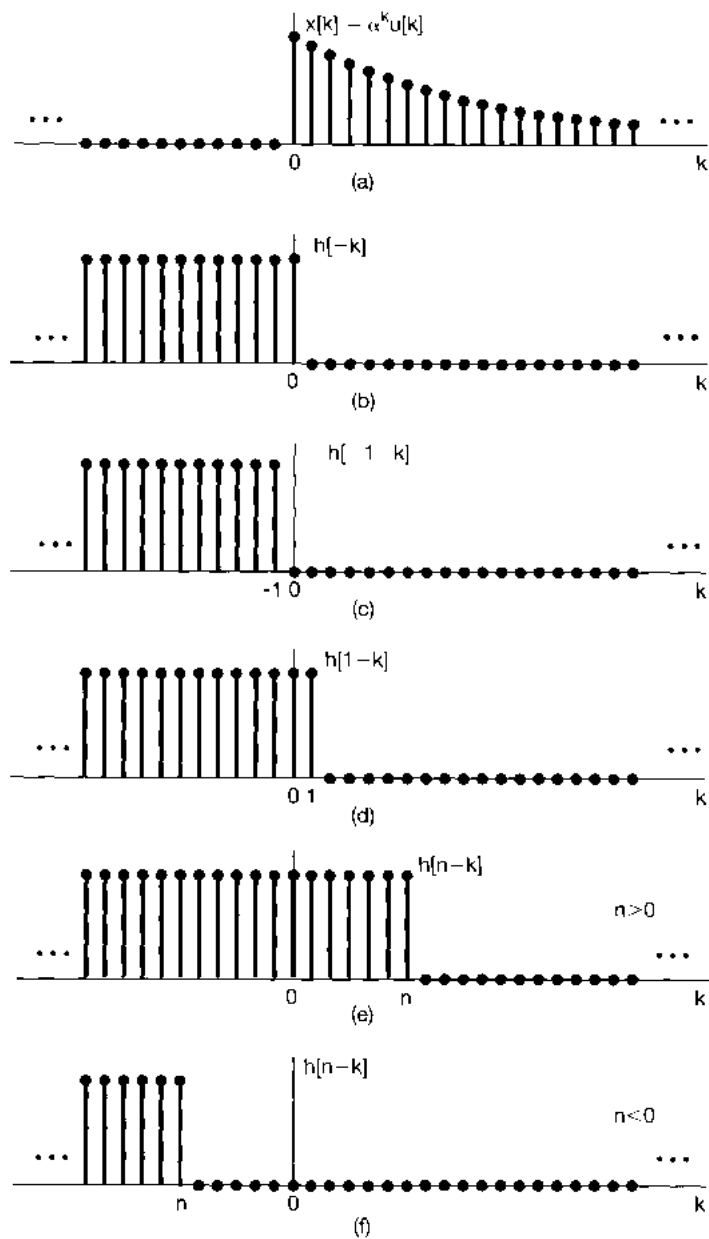 x[k] – α^k u[k]
... ...
0 k
(a)
h[–k]
... ...
0 k
(b)
h[ 1 k]
... ...
-1 0 k
(c)
h[1–k]
... ...
0 1 k
(d)
h[n–k]
n>0
... ...
0 n k
(e)
h[n–k]
n<0
... ...
n 0 k
(f)